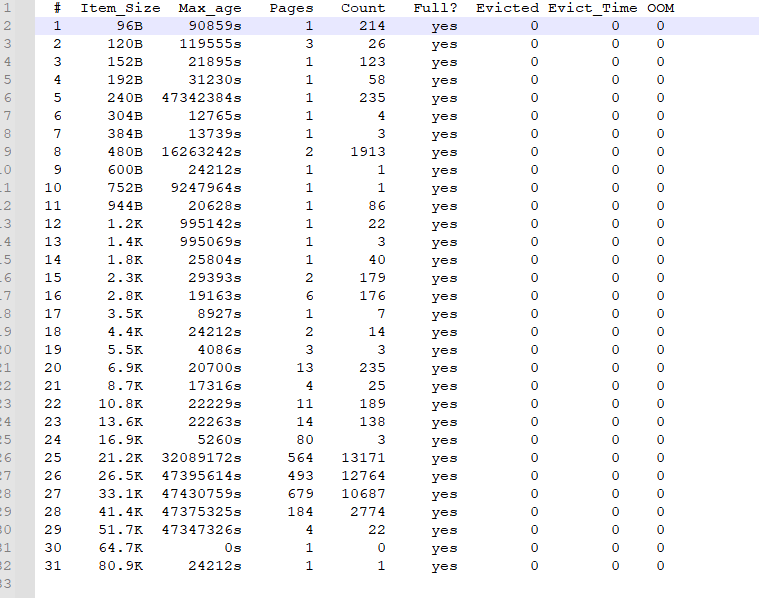 1 # Item_Size Max_age Pages Count Full? Evicted Evict_Time OOM
2 1 96B 90859s 1 214 yes 0 0 0
3 2 120B 119555s 3 26 yes 0 0 0
4 3 152B 21895s 1 123 yes 0 0 0
5 4 192B 31230s 1 58 yes 0 0 0
6 5 240B 47342384s 1 235 yes 0 0 0
7 6 304B 12765s 1 4 yes 0 0 0
8 7 384B 13739s 1 3 yes 0 0 0
9 8 480B 16263242s 2 1913 yes 0 0 0
0 9 600B 24212s 1 1 yes 0 0 0
1 10 752B 9247964s 1 1 yes 0 0 0
2 11 944B 20628s 1 86 yes 0 0 0
3 12 1.2K 995142s 1 22 yes 0 0 0
4 13 1.4K 995069s 1 3 yes 0 0 0
5 14 1.8K 25804s 1 40 yes 0 0 0
6 15 2.3K 29393s 2 179 yes 0 0 0
7 16 2.8K 19163s 6 176 yes 0 0 0
8 17 3.5K 8927s 1 7 yes 0 0 0
9 18 4.4K 24212s 2 14 yes 0 0 0
20 19 5.5K 4086s 3 3 yes 0 0 0
21 20 6.9K 20700s 13 235 yes 0 0 0
22 21 8.7K 17316s 4 25 yes 0 0 0
23 22 10.8K 22229s 11 189 yes 0 0 0
24 23 13.6K 22263s 14 138 yes 0 0 0
25 24 16.9K 5260s 80 3 yes 0 0 0
26 25 21.2K 32089172s 564 13171 yes 0 0 0
27 26 26.5K 47395614s 493 12764 yes 0 0 0
28 27 33.1K 47430759s 679 10687 yes 0 0 0
29 28 41.4K 47375325s 184 2774 yes 0 0 0
30 29 51.7K 47347326s 4 22 yes 0 0 0
31 30 64.7K 0s 1 0 yes 0 0 0
32 31 80.9K 24212s 1 1 yes 0 0 0
33